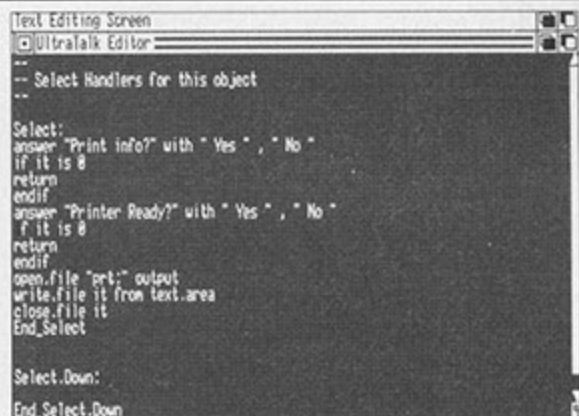 Text Editing Screen
UltraTalk Editor
--
-- Select Handlers for this object
--
Select:
answer "Print info?" with " Yes " , " No "
if it is 0
return
endif
answer "Printer Ready?" with " Yes " , " No "
f it is 0
return
endif
open.file "prt:" output
write.file it from text.area
close.file it
End_Select
Select.Down:
End_Select.Down